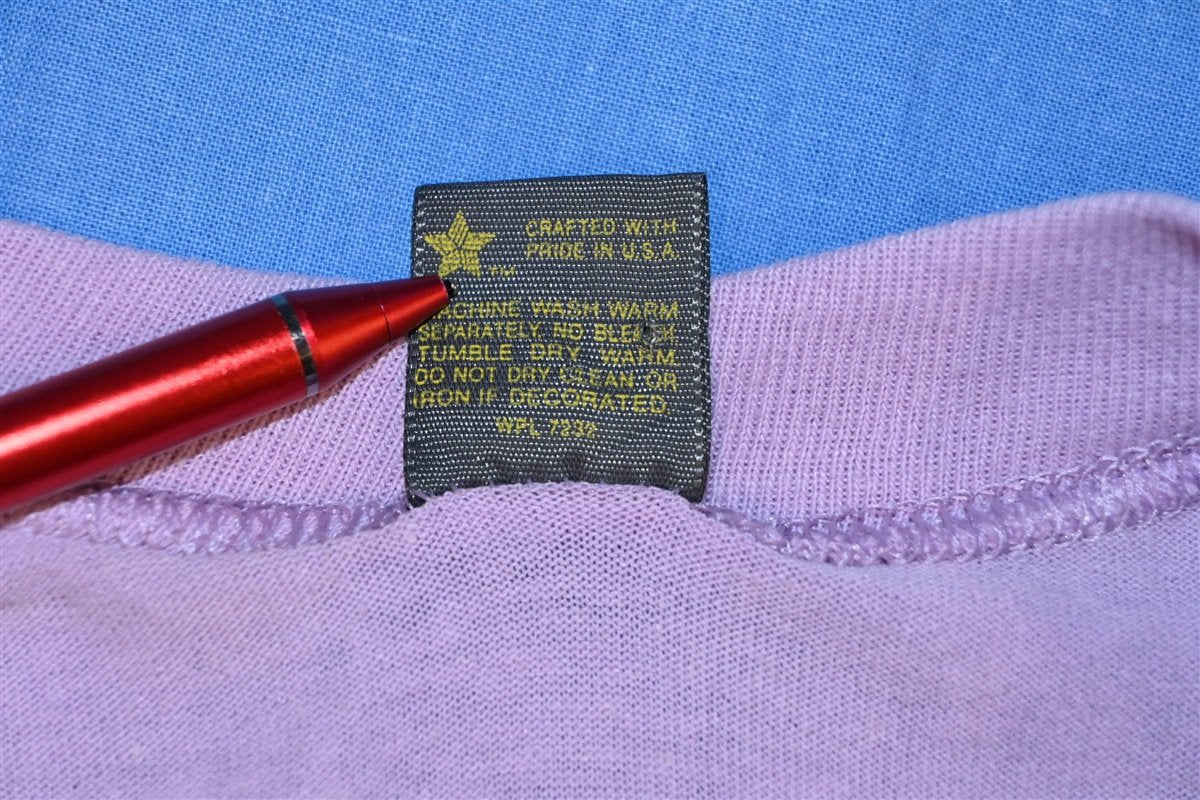 CRAFTED WITH
PRIDE IN U.S.A
TM
MACHINE WASH WARM
SEPARATELY, NO BLEACH
TUMBLE DRY WARM
DO NOT DRY CLEAN OR
IRON IF DECORATED.
WPL 7232